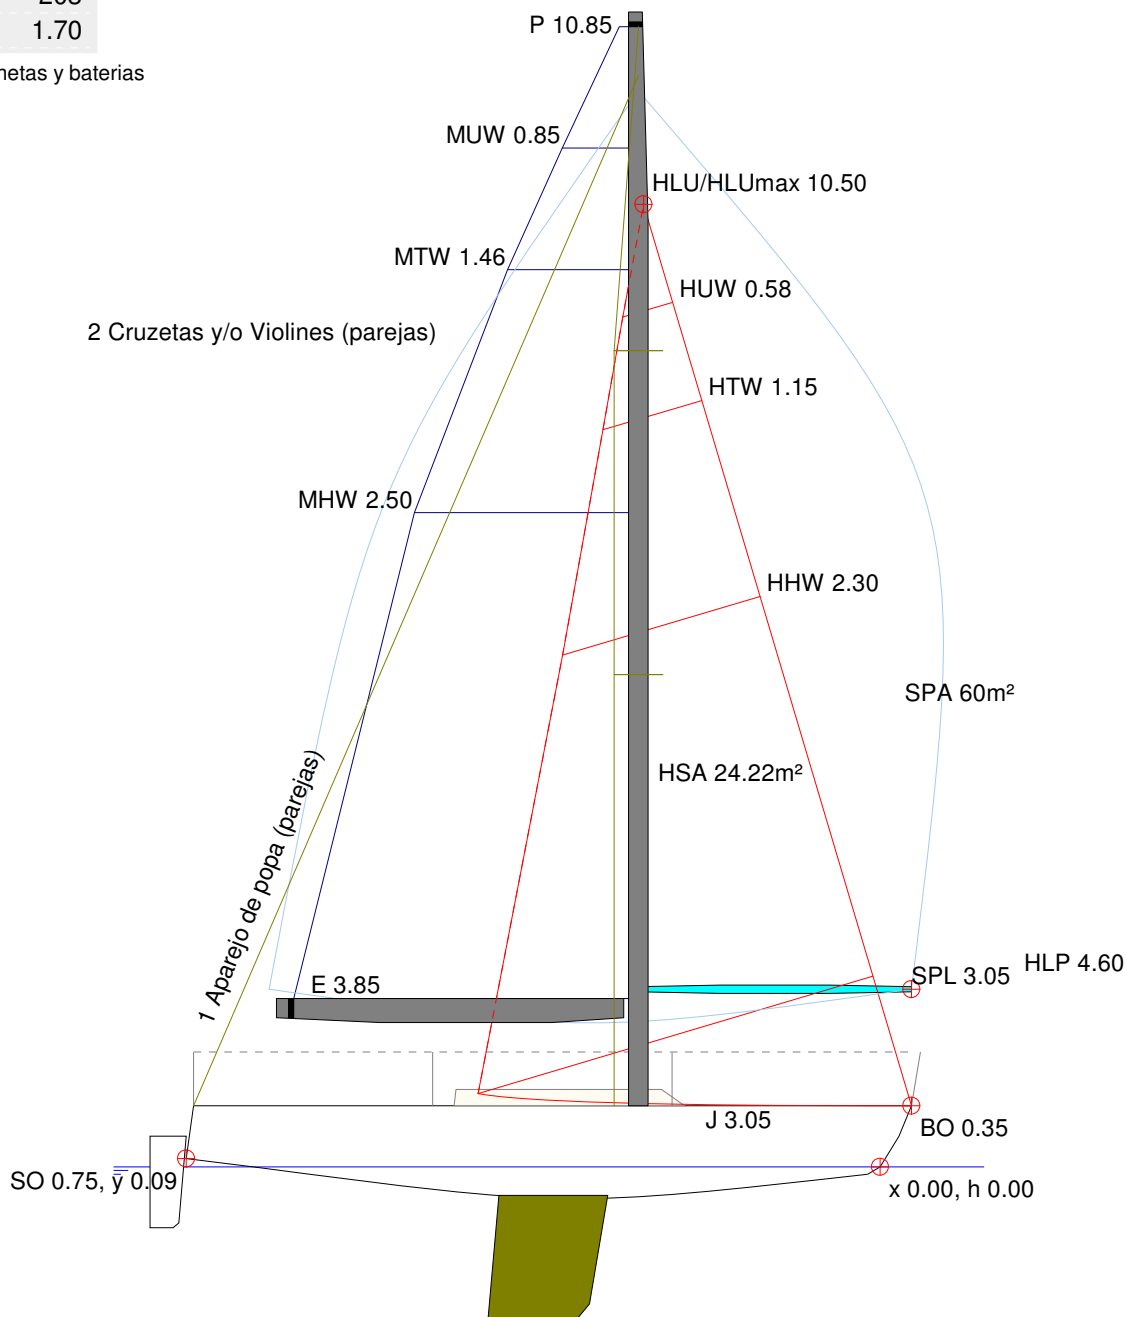 1.70
y baterias
P 10.85
MUW 0.85
HLU/HLUmax 10.50
MTW 1.46
HUW 0.58
2 Cruzetas y/o Violines (parejas)
HTW 1.15
MHW 2.50
HHW 2.30
SPA 60m²
HSA 24.22m²
1 Aparejo de popa (parejas)
HLP 4.60
SPL 3.05
E 3.85
J 3.05
BO 0.35
SO 0.75, y 0.09
x 0.00, h 0.00